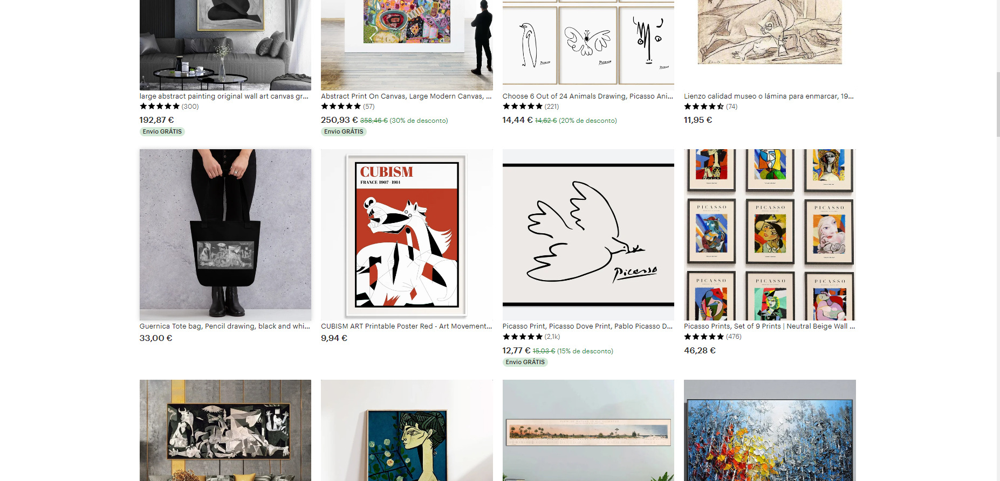 Picasso
Picasso
Picasso
large abstract painting original wall art canvas gr...
(300)
192,87 €
Envio GRÁTIS
Abstract Print On Canvas, Large Modern Canvas, ...
(57)
250,93 € 358,46 € (30% de desconto)
Envio GRÁTIS
Choose 6 Out of 24 Animals Drawing, Picasso Ani...
(221)
14,44 € 14,62 € (20% de desconto)
Lienzo calidad museo o lámina para enmarcar, 19...
(74)
11,95 €
CUBISM
FRANCE 1907-1914
Picasso
PICASSO
PICASSO
PICASSO
PICASSO
PICASSO
PICASSO
Guernica Tote bag, Pencil drawing, black and whi...
33,00 €
CUBISM ART Printable Poster Red - Art Movement...
9,94 €
Picasso Print, Picasso Dove Print, Pablo Picasso D...
(2,1k)
12,77 € 15,03 € (15% de desconto)
Envio GRÁTIS
Picasso Prints, Set of 9 Prints | Neutral Beige Wall ...
(476)
46,28 €